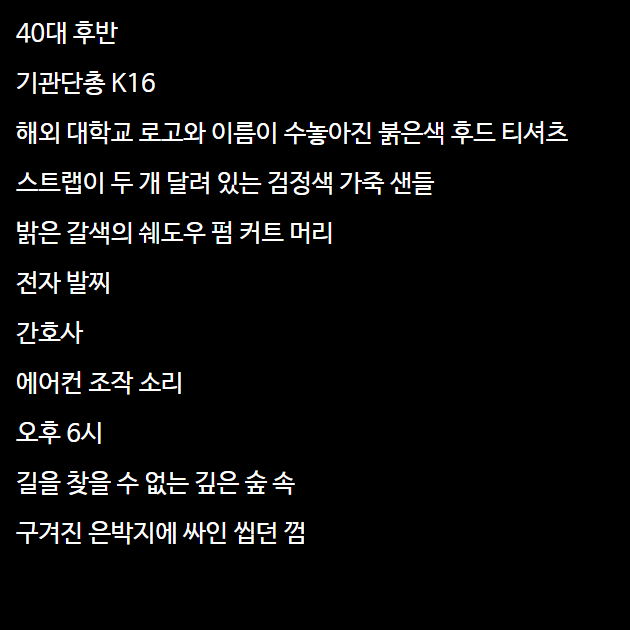 40대 후반
기관단총 K16
해외 대학교 로고와 이름이 수놓아진 붉은색 후드 티셔츠
스트랩이 두 개 달려 있는 검정색 가죽 샌들
밝은 갈색의 쉐도우 펌 커트 머리
전자 발찌
간호사
에어컨 조작 소리
오후 6시
길을 찾을 수 없는 깊은 숲 속
구겨진 은박지에 싸인 씹던 껌